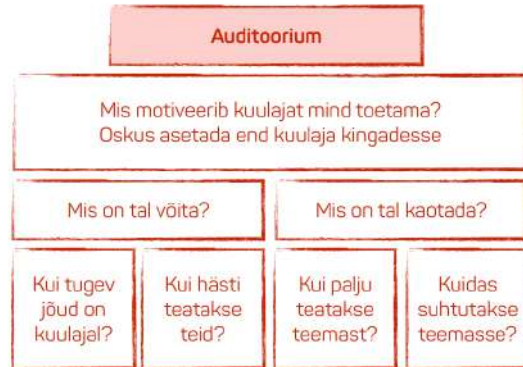 Auditoorium
Mis motiveerib kuulajat mind toetama?
Oskus asetada end kuulaja kingadesse
Mis on tal võita?
Mis on tal kaotada?
Kui tugev
jõud on
kuulajal?
Kui hästi
teatakse
teid?
Kui palju
teatakse
teemast?
Kuidas
suhtutakse
teemasse?